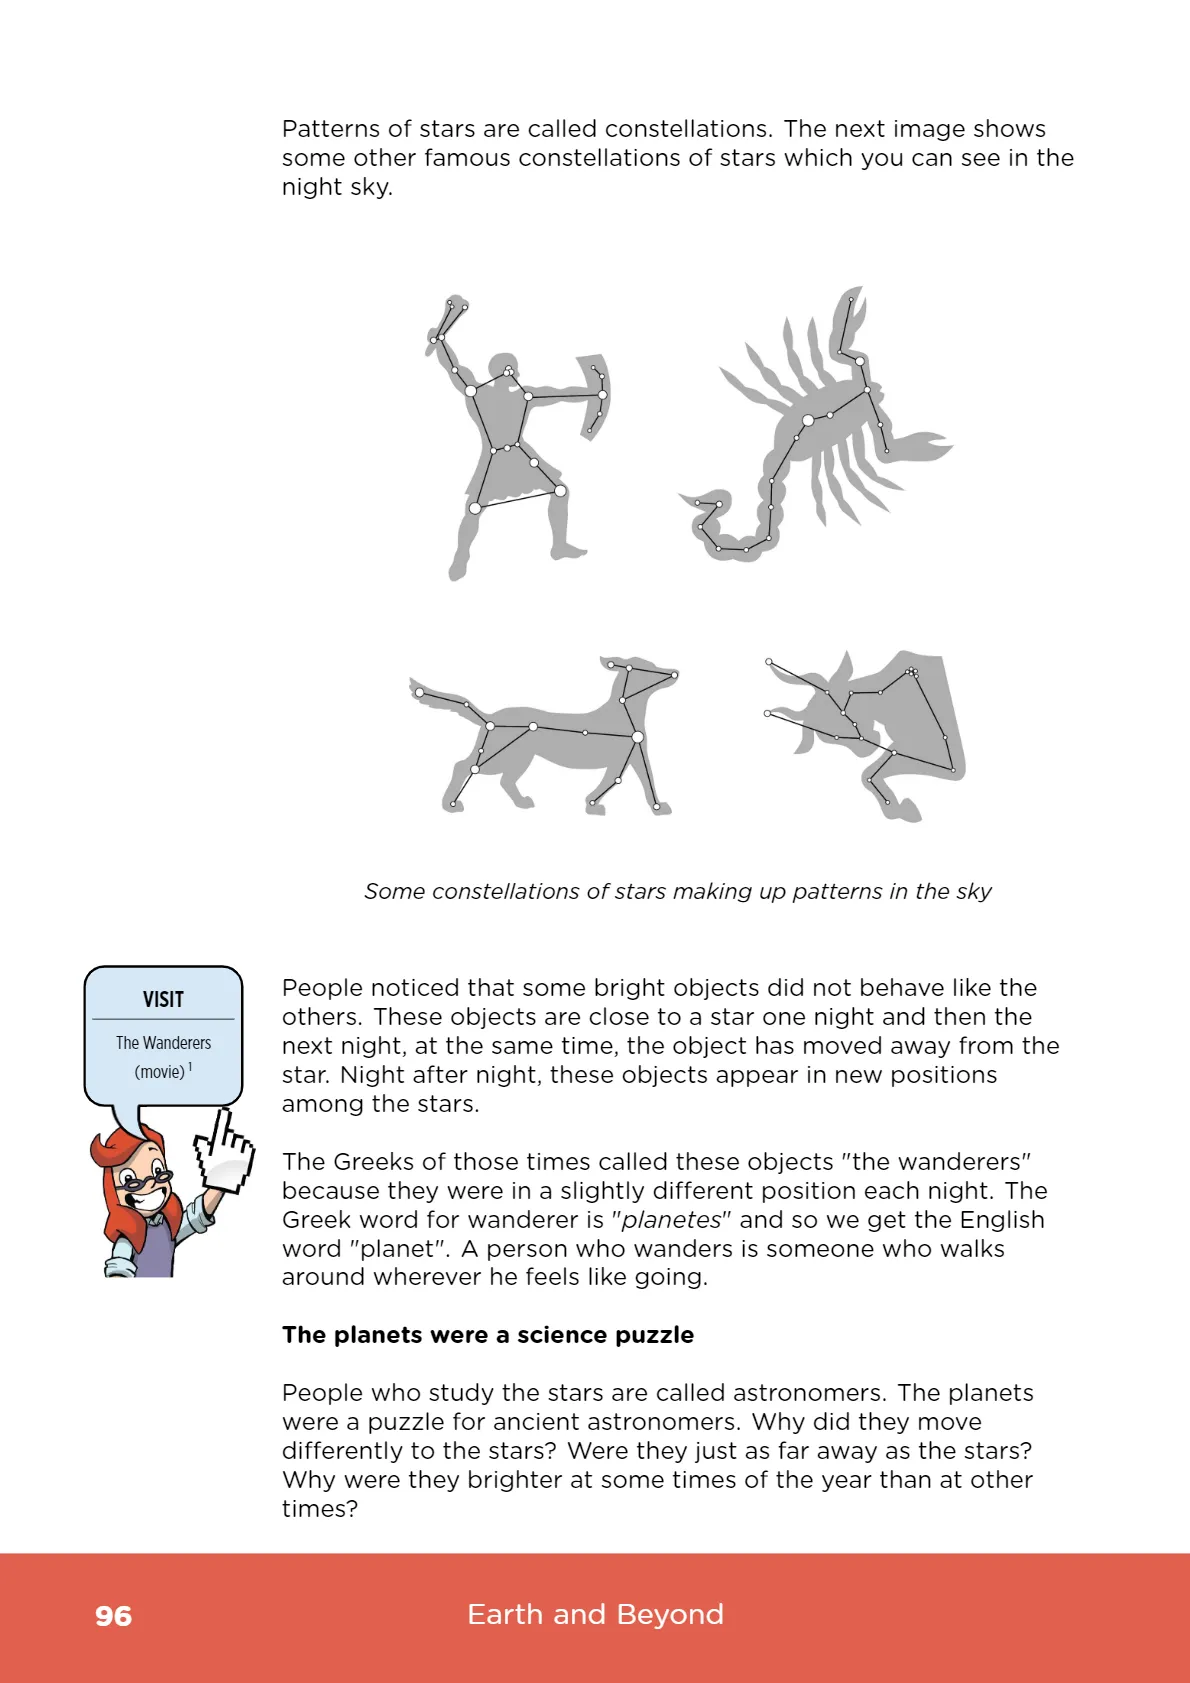 Patterns of stars are called constellations. The next image shows
some other famous constellations of stars which you can see in the
night sky.
Some constellations of stars making up patterns in the sky
VISIT
The Wanderers
(movie) 1
People noticed that some bright objects did not behave like the
others. These objects are close to a star one night and then the
next night, at the same time, the object has moved away from the
star. Night after night, these objects appear in new positions
among the stars.
The Greeks of those times called these objects "the wanderers"
because they were in a slightly different position each night. The
Greek word for wanderer is "planetes" and so we get the English
word "planet". A person who wanders is someone who walks
around wherever he feels like going.
The planets were a science puzzle
People who study the stars are called astronomers. The planets
were a puzzle for ancient astronomers. Why did they move
differently to the stars? Were they just as far away as the stars?
Why were they brighter at some times of the year than at other
times?
96
Earth and Beyond